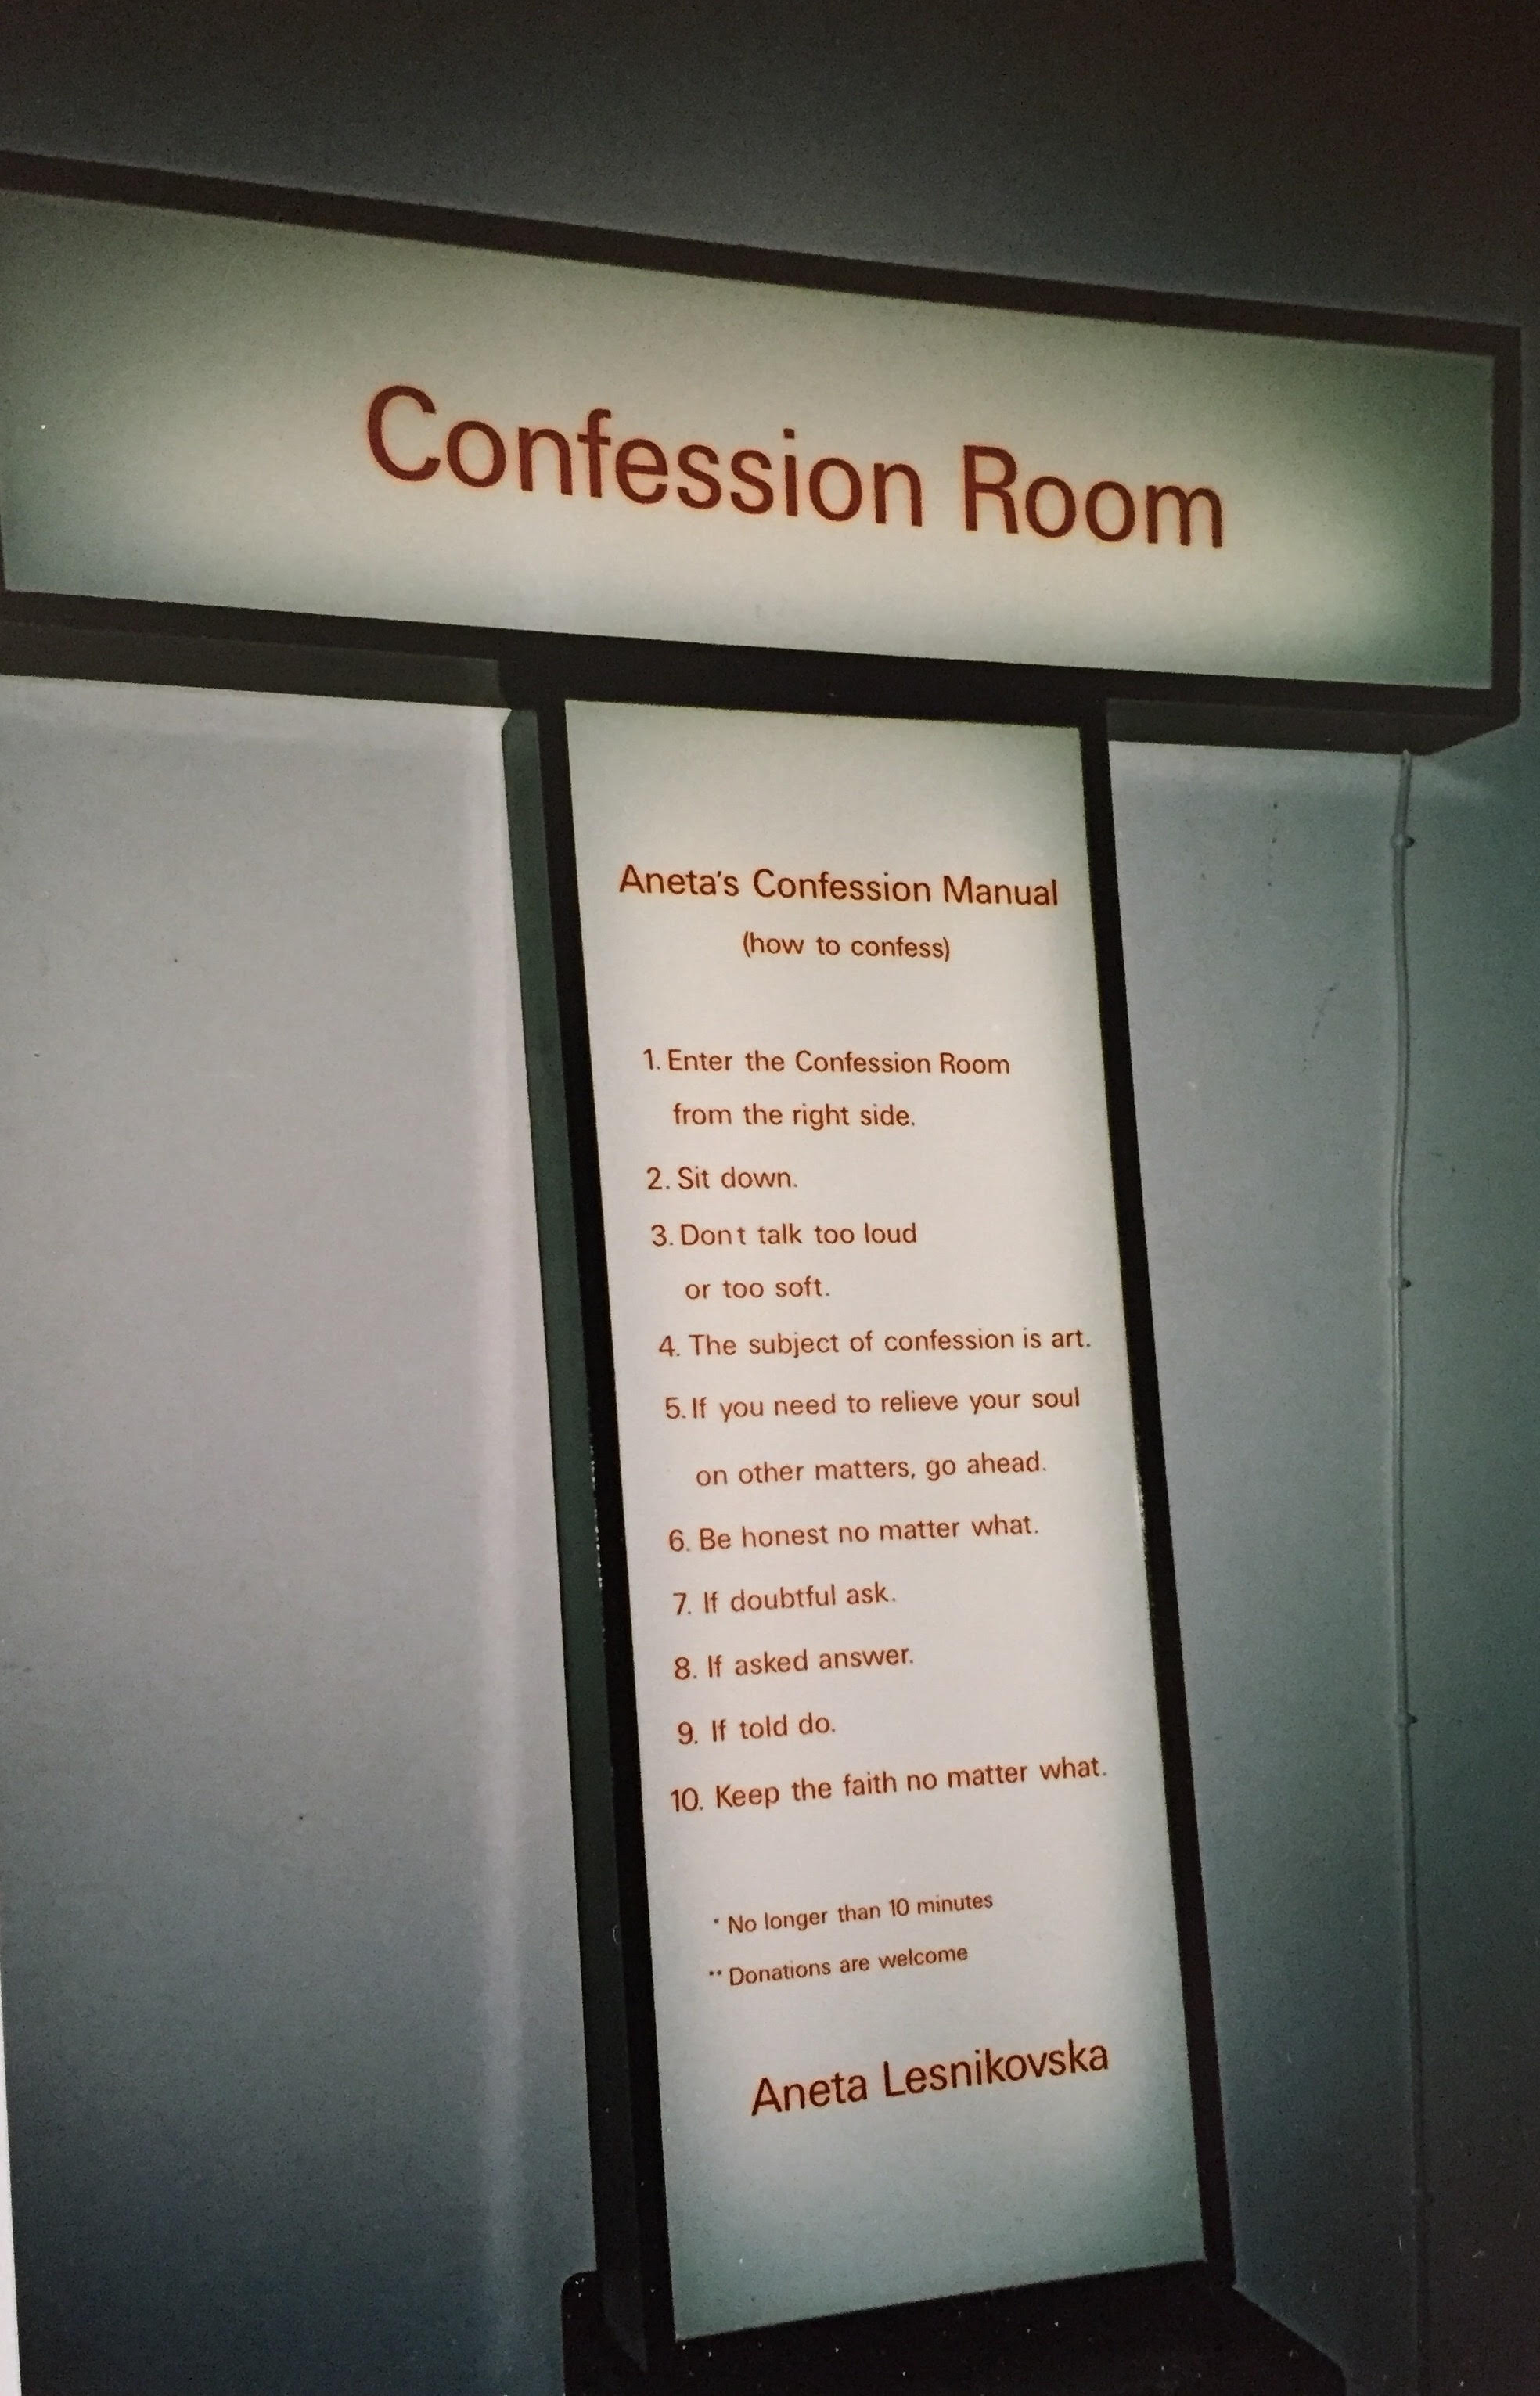 Confession Room
Aneta's Confession Manual
(how to confess)
1. Enter the Confession Room
from the right side.
2. Sit down.
3. Dont talk too loud
or too soft.
4. The subject of confession is art.
5. If you need to relieve your soul
on other matters, go ahead.
6. Be honest no matter what.
7. If doubtful ask.
8. If asked answer.
9. If told do.
10. Keep the faith no matter what.
* No longer than 10 minutes
** Donations are welcome
Aneta Lesnikovska